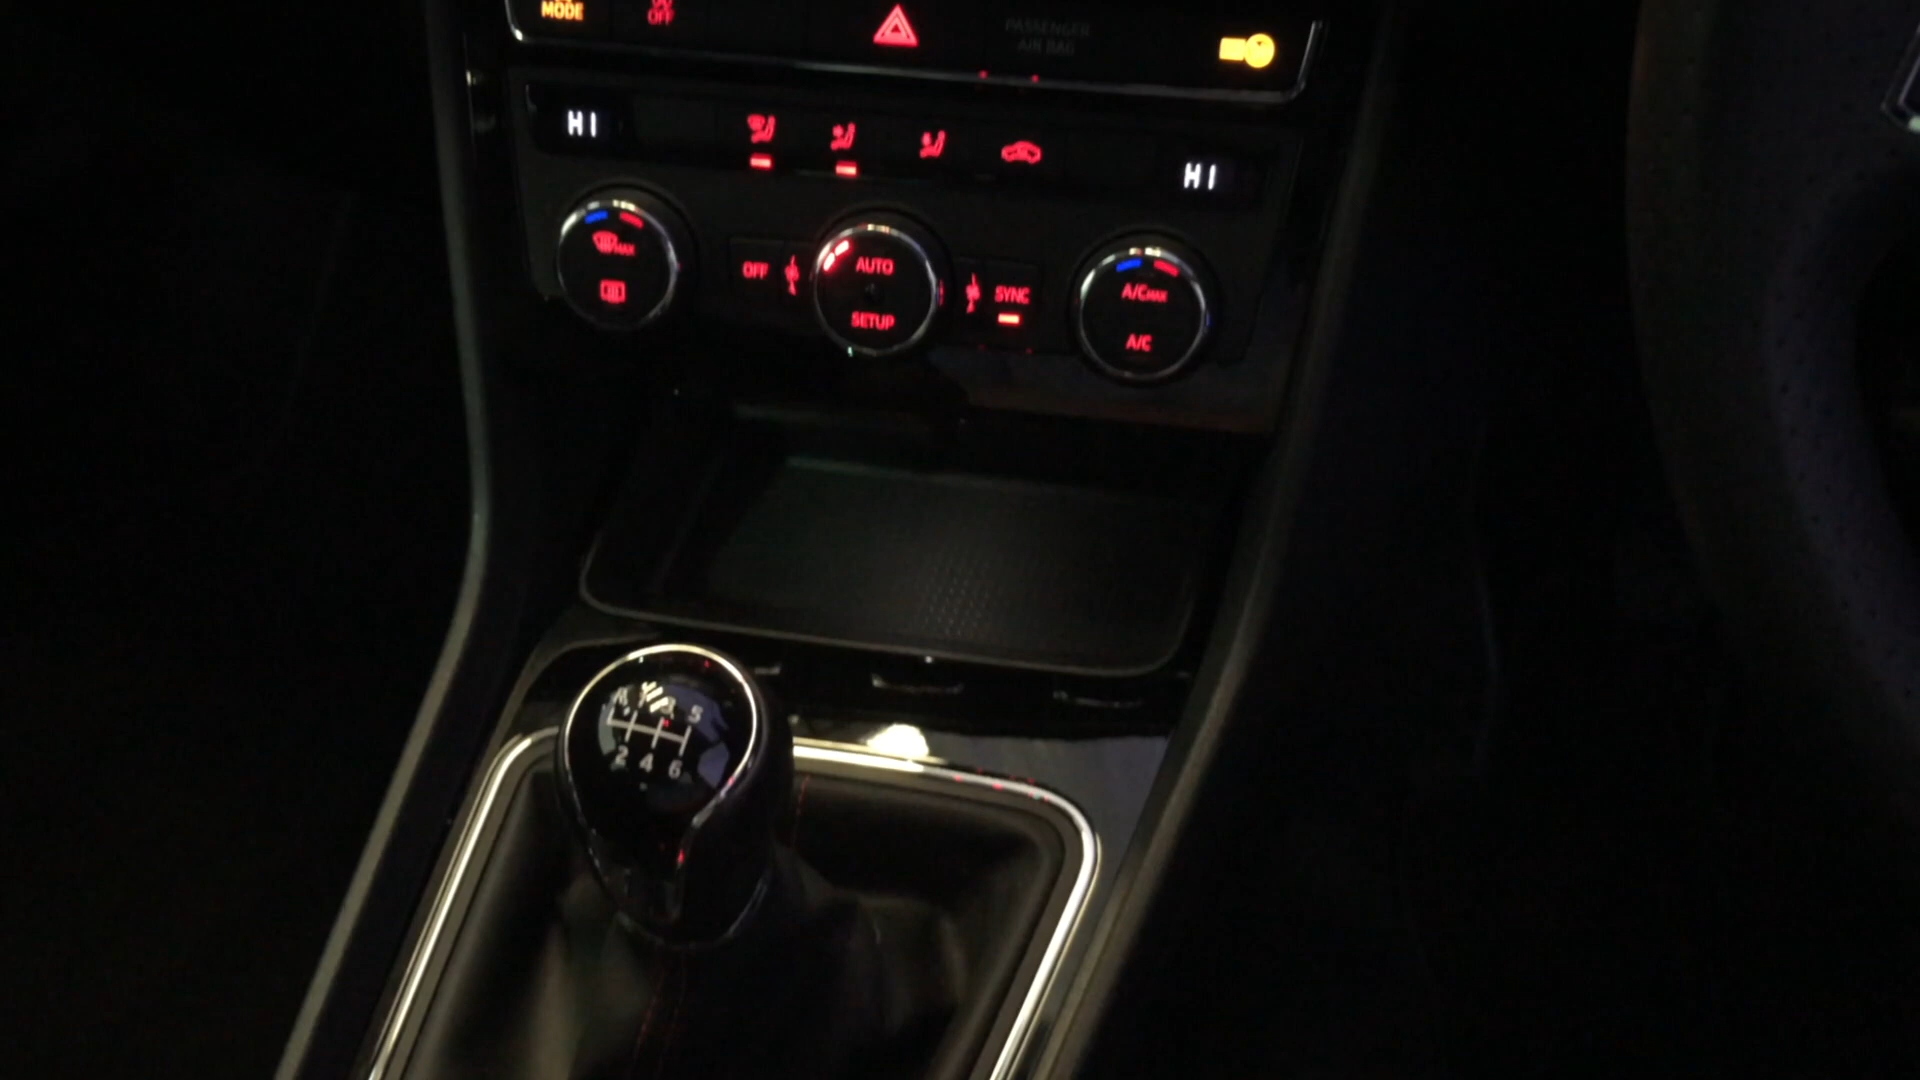 MODE
OFF
PASSENGER
AIR BAG
HI
HI
MAX
OFF
AUTO
SETUP
SYNC
A/C MAX
A/C
R 1 3 5
2 4 6